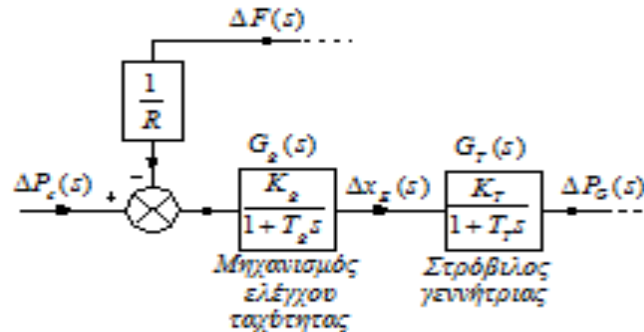 ΔF(s)
1
R
G_g(s)
G_T(s)
ΔP_c(s)
+
−
K_g
1 + T_g s
Δx_E(s)
K_T
1 + T_T s
ΔP_G(s)
Μηχανισμός
ελέγχου
ταχύτητας
Στρόβιλος
γεννήτριας